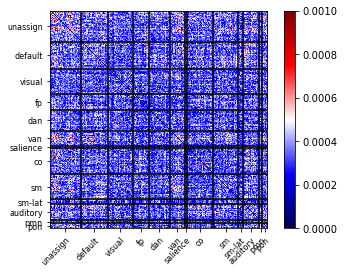 unassign
default
visual
fp
dan
van
salience
co
sm
sm-lat
auditory
pmn
pon
unassign
default
visual
fp
dan
van
salience
co
sm
sm-lat
auditory
pon
0.0010
0.0008
0.0006
0.0004
0.0002
0.0000